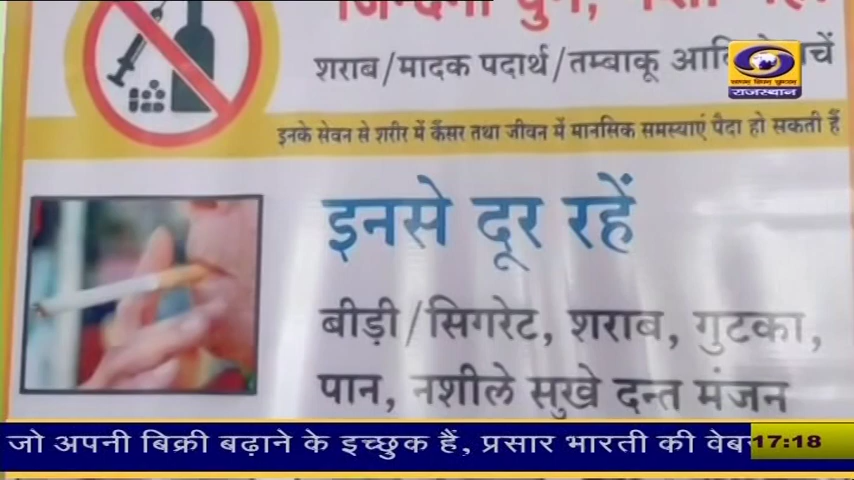 शराब/मादक पदार्थ/तम्बाकू
राजस्थान
इनके सेवन से शरीर में कैंसर तथा जीवन में मानसिक समस्याएं पैदा हो सकती हैं
इनसे दूर रहें
बीड़ी/सिगरेट, शराब, गुटका,
पान, नशीले सुखे दन्त मंजन
जो अपनी बिक्री बढ़ाने के इच्छुक हैं, प्रसार भारती की
17:18